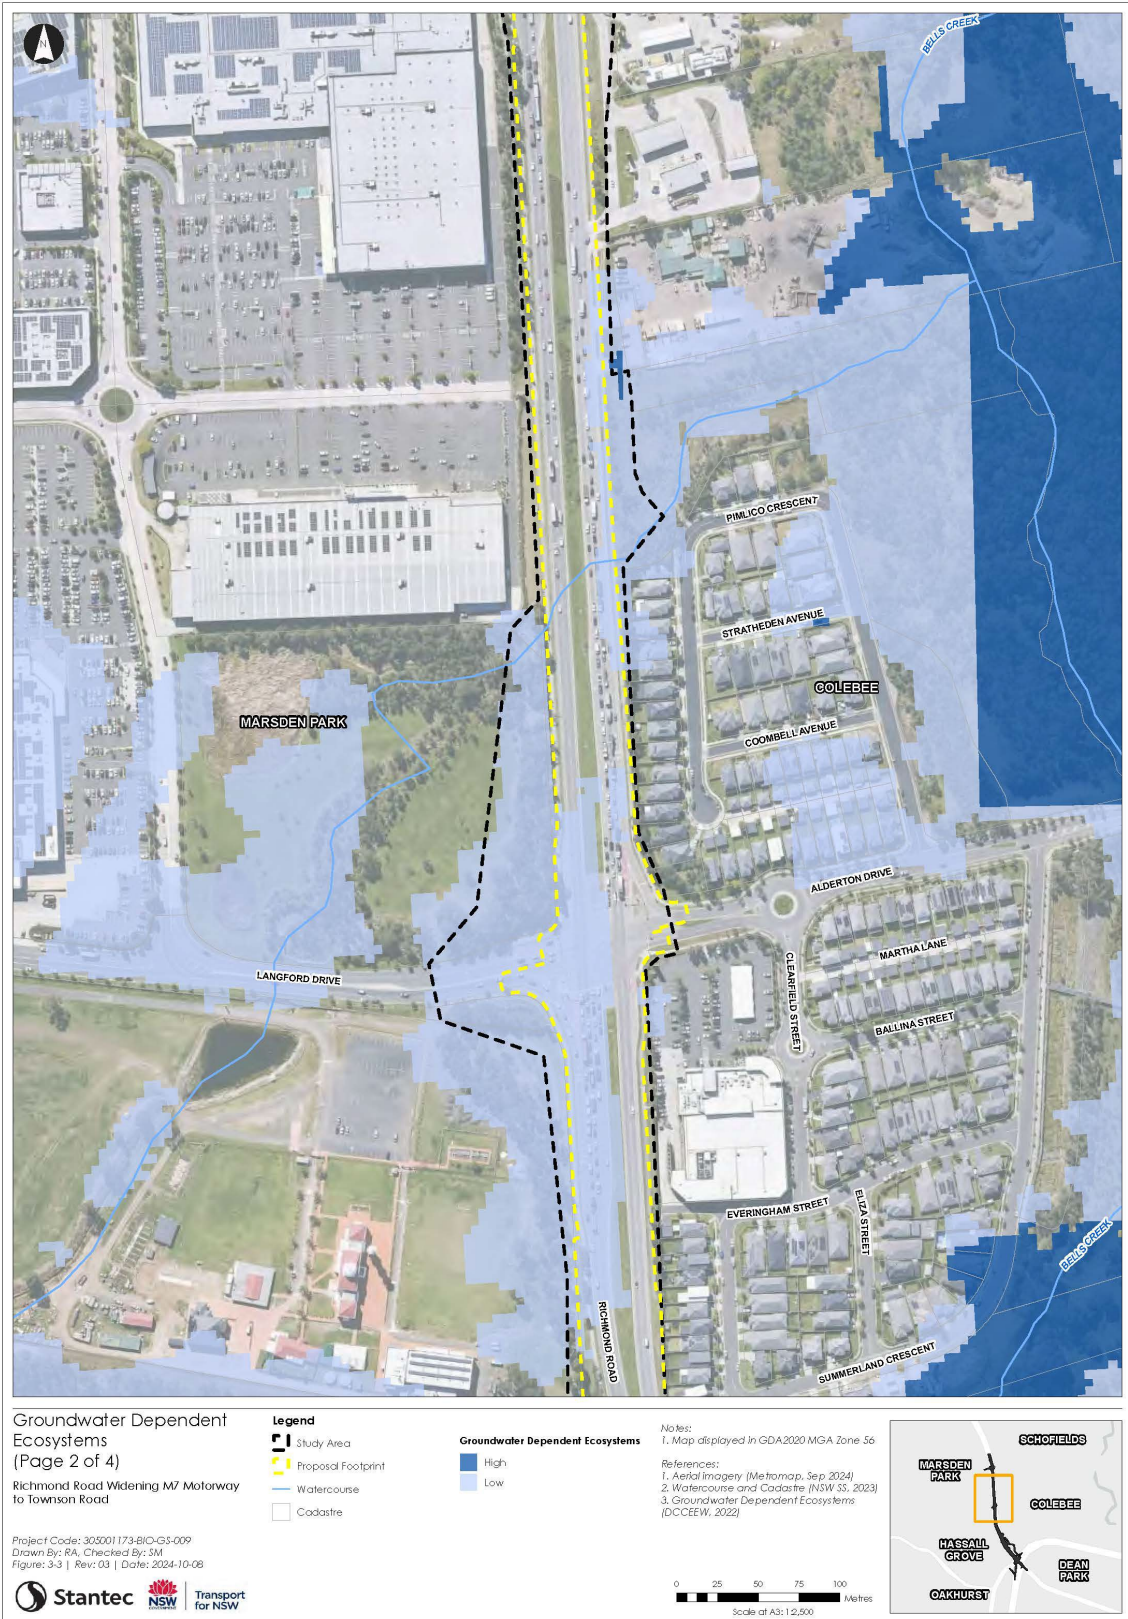 N
BELLS CREEK
PIMLICO CRESCENT
STRATHEDEN AVENUE
COLEBEE
MARSDEN PARK
COOMBELL AVENUE
ALDERTON DRIVE
MARTHA LANE
CLEARFIELD STREET
LANGFORD DRIVE
BALLINA STREET
EVERINGHAM STREET
ELIZA STREET
BELLS CREEK
RICHMOND ROAD
SUMMERLAND CRESCENT
Groundwater Dependent
Ecosystems
(Page 2 of 4)
Richmond Road Widening M7 Motorway
to Townson Road
Project Code: 305001173-BIO-GS-009
Drawn By: RA, Checked By: SM
Figure: 3-3 | Rev: 03 | Date: 2024-10-08
Stantec
NSW
GOVERNMENT
Transport
for NSW
Legend
Study Area
Proposal Footprint
Watercourse
Cadastre
Groundwater Dependent Ecosystems
High
Low
Notes:
1. Map displayed in GDA2020 MGA Zone 56
References:
1. Aerial imagery (Metromap, Sep 2024)
2. Watercourse and Cadastre (NSW SS, 2023)
3. Groundwater Dependent Ecosystems
(DCCEEW, 2022)
0 25 50 75 100
Metres
Scale at A3: 1:2,500
SCHOFIELDS
MARSDEN
PARK
COLEBEE
HASSALL
GROVE
DEAN
PARK
OAKHURST